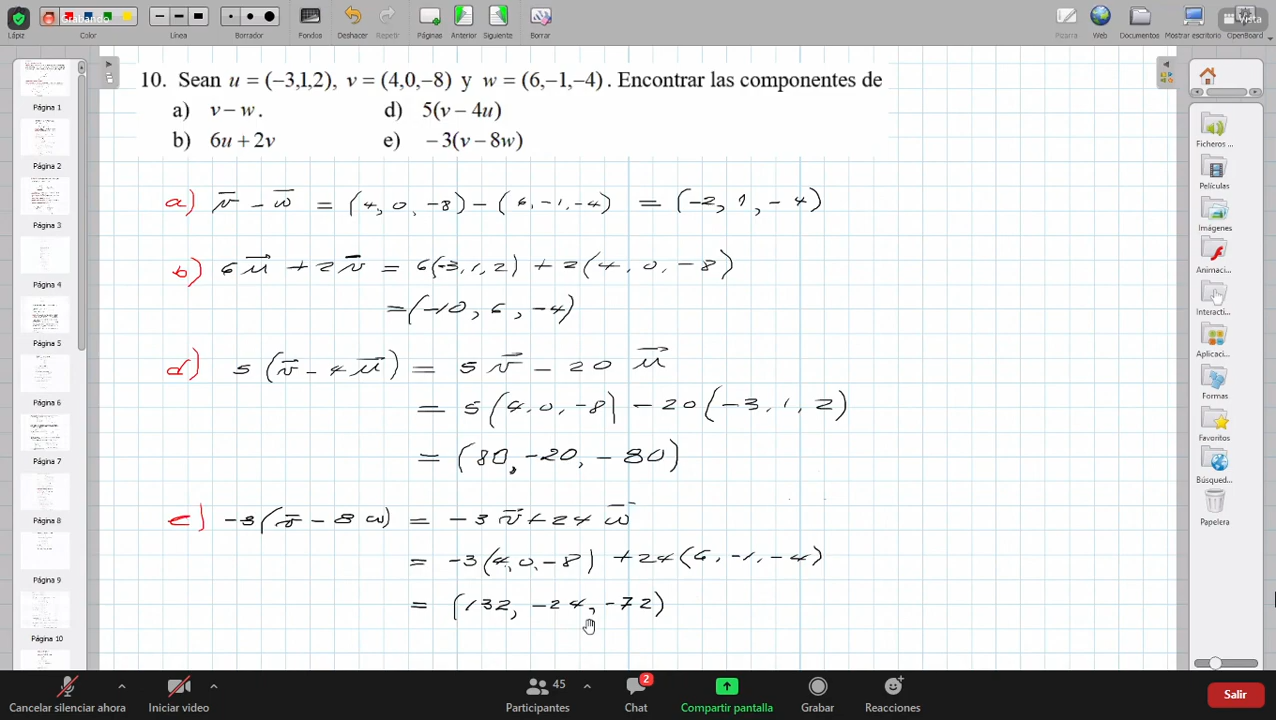 Grabando
Lápiz Color Línea Borrador Fondos Deshacer Repetir Páginas Anterior Siguiente Borrar Pizarra Web Documentos Mostrar escritorio OpenBoard
Vista
Página 1
Página 2
Página 3
Página 4
Página 5
Página 6
Página 7
Página 8
Página 9
Página 10
10. Sean u = (−3,1,2), v = (4,0,−8) y w = (6,−1,−4). Encontrar las componentes de
a) v − w. d) 5(v − 4u)
b) 6u + 2v e) −3(v − 8w)
a) v̅ − w̅ = (4, 0, −8) − (6, −1, −4) = (−2, 1, −4)
b) 6u⃗ + 2v̅ = 6(−3, 1, 2) + 2(4, 0, −8)
= (−10, 6, −4)
d) 5(v̅ − 4u⃗) = 5v⃗ − 20u⃗
= 5(4, 0, −8) − 20(−3, 1, 2)
= (80, −20, −80)
e) −3(v̅ − 8w) = −3v̅ + 24w̅
= −3(4, 0, −8) + 24(6, −1, −4)
= (132, −24, −72)
Ficheros ...
Películas
Imágenes
Animaci...
Interacti...
Aplicaci...
Formas
Favoritos
Búsqued...
Papelera
Cancelar silenciar ahora Iniciar video Participantes 45 Chat 2 Compartir pantalla Grabar Reacciones Salir